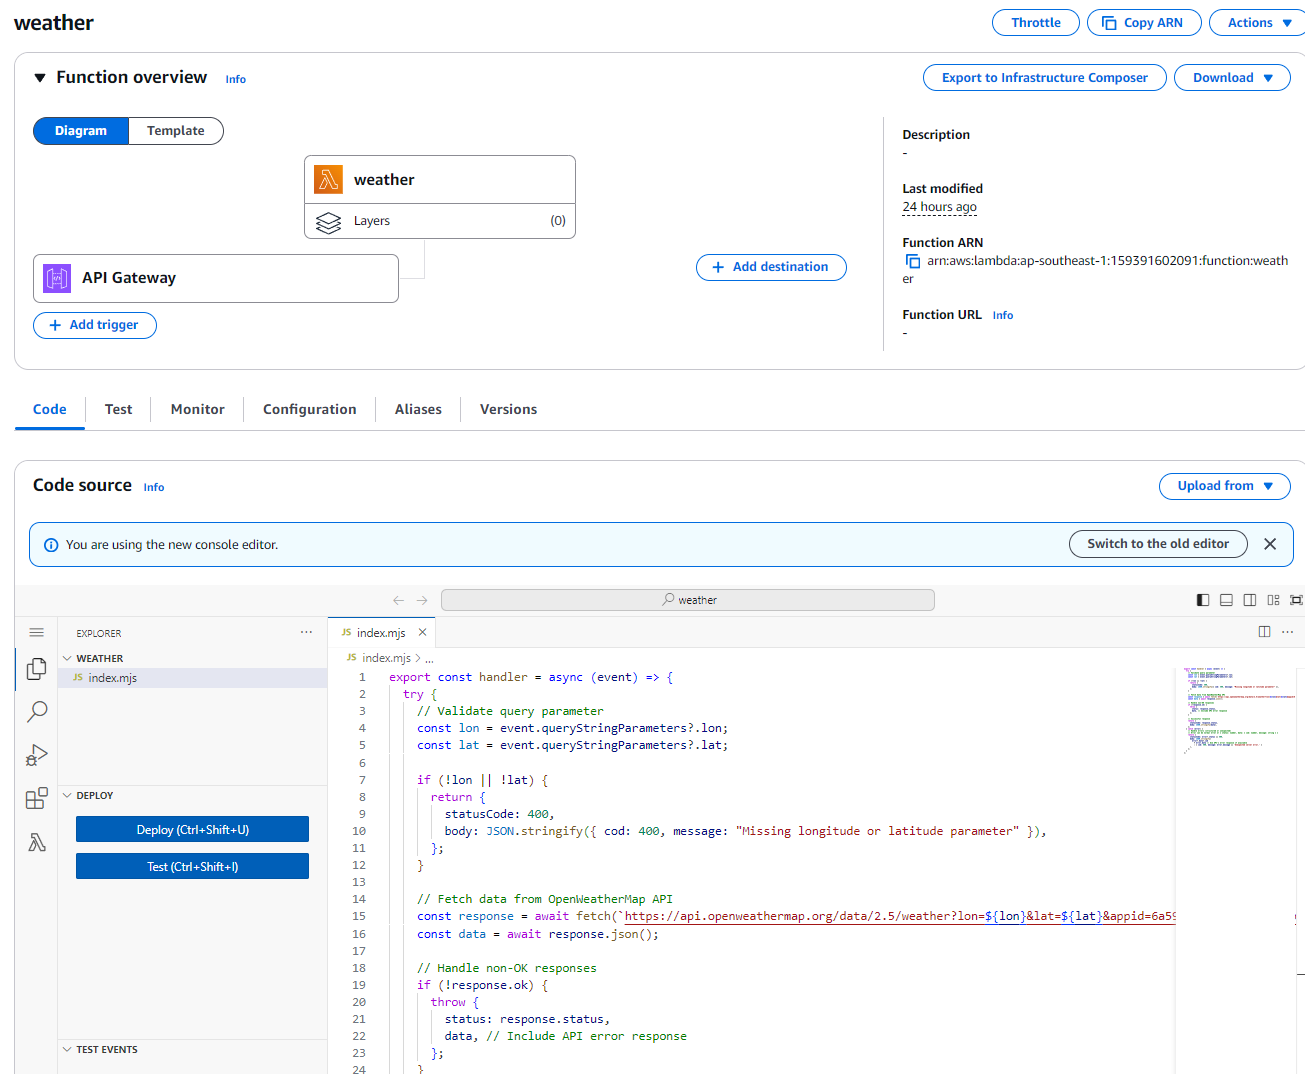 weather
Throttle
Copy ARN
Actions
Function overview Info
Export to Infrastructure Composer
Download
Diagram
Template
weather
Layers
(0)
API Gateway
+ Add trigger
+ Add destination
Description
-
Last modified
24 hours ago
Function ARN
arn:aws:lambda:ap-southeast-1:159391602091:function:weath
er
Function URL Info
-
Code
Test
Monitor
Configuration
Aliases
Versions
Code source Info
Upload from
You are using the new console editor.
Switch to the old editor
weather
EXPLORER
WEATHER
JS index.mjs
DEPLOY
Deploy (Ctrl+Shift+U)
Test (Ctrl+Shift+I)
TEST EVENTS
JS index.mjs
JS index.mjs > ...
1 export const handler = async (event) => {
2 try {
3 // Validate query parameter
4 const lon = event.queryStringParameters?.lon;
5 const lat = event.queryStringParameters?.lat;
6
7 if (!lon || !lat) {
8 return {
9 statusCode: 400,
10 body: JSON.stringify({ cod: 400, message: "Missing longitude or latitude parameter" }),
11 };
12 }
13
14 // Fetch data from OpenWeatherMap API
15 const response = await fetch(`https://api.openweathermap.org/data/2.5/weather?lon=${lon}&lat=${lat}&appid=6a59
16 const data = await response.json();
17
18 // Handle non-OK responses
19 if (!response.ok) {
20 throw {
21 status: response.status,
22 data, // Include API error response
23 };
24 }